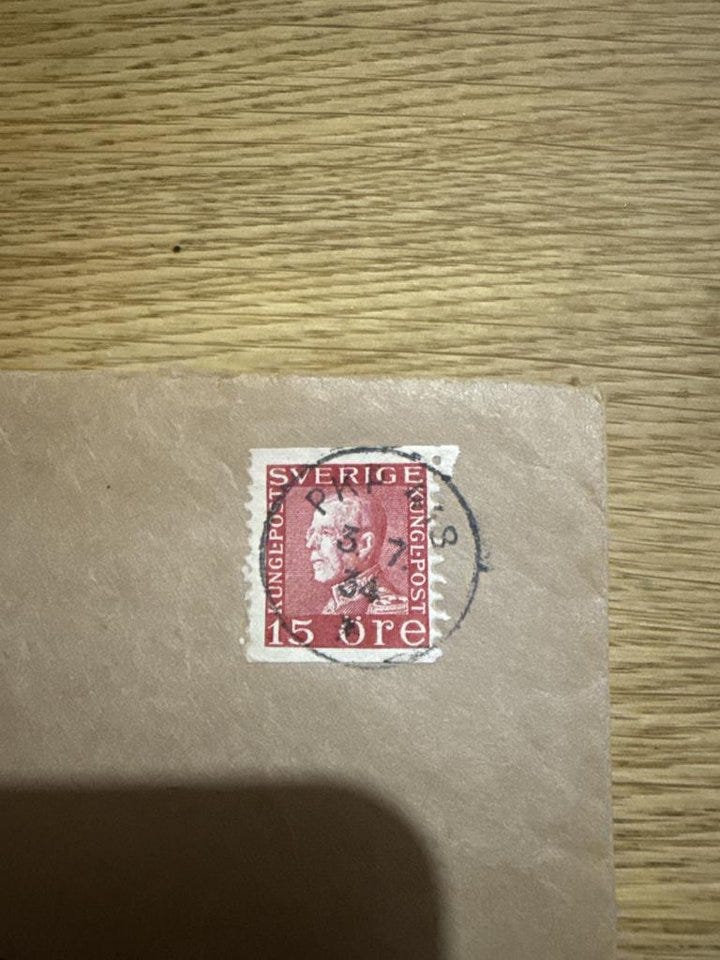 SVERIGE
KUNGL:POST
KUNGL:POST
15 öre
3. 7.
34